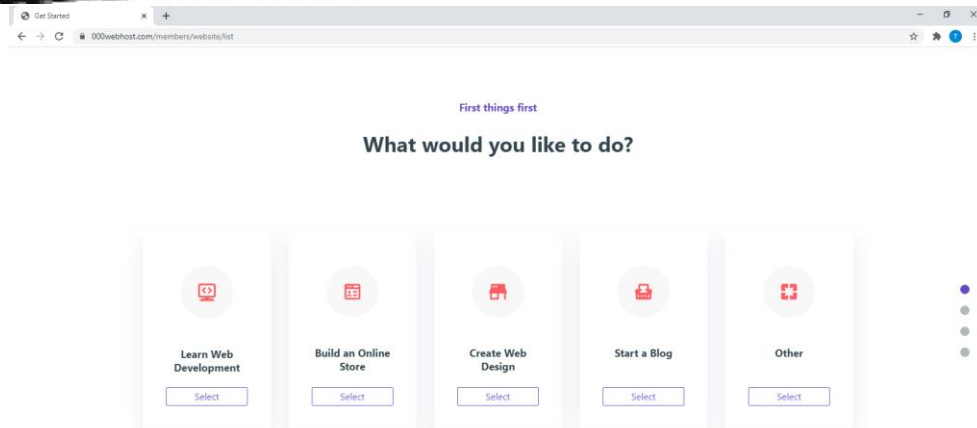 Get Started
000webhost.com/members/website/list
T
First things first
What would you like to do?
Learn Web
Development
Select
Build an Online
Store
Select
Create Web
Design
Select
Start a Blog
Select
Other
Select